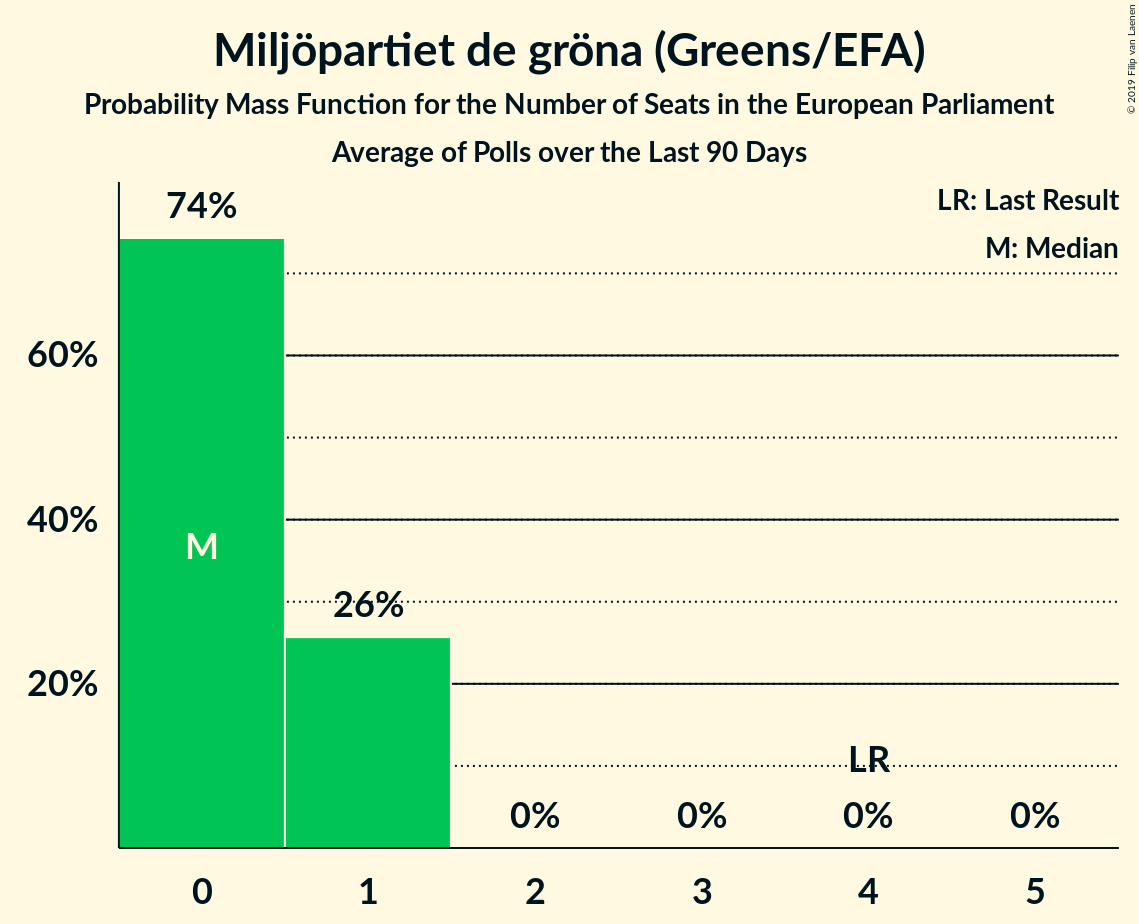 Miljöpartiet de gröna (Greens/EFA)
Probability Mass Function for the Number of Seats in the European Parliament
Average of Polls over the Last 90 Days
© 2019 Filip van Laenen
LR: Last Result
M: Median
74%
60%
40%
M
26%
20%
LR
0% 0% 0% 0%
0 1 2 3 4 5